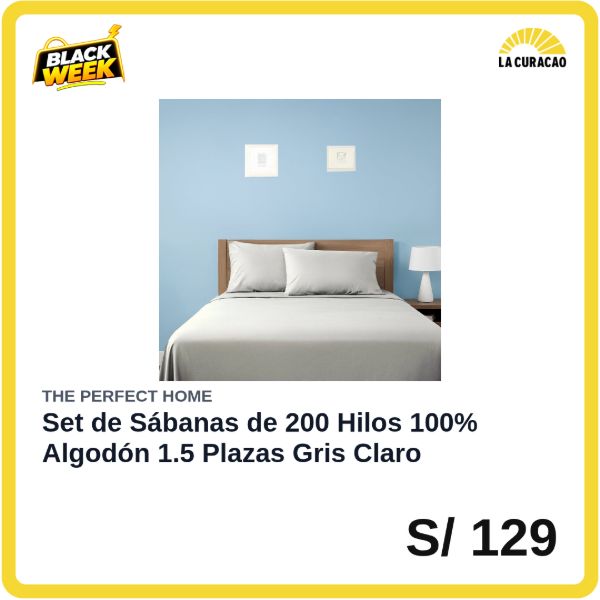 BLACK
WEEK
LA CURACAO
THE PERFECT HOME
Set de Sábanas de 200 Hilos 100%
Algodón 1.5 Plazas Gris Claro
S/ 129